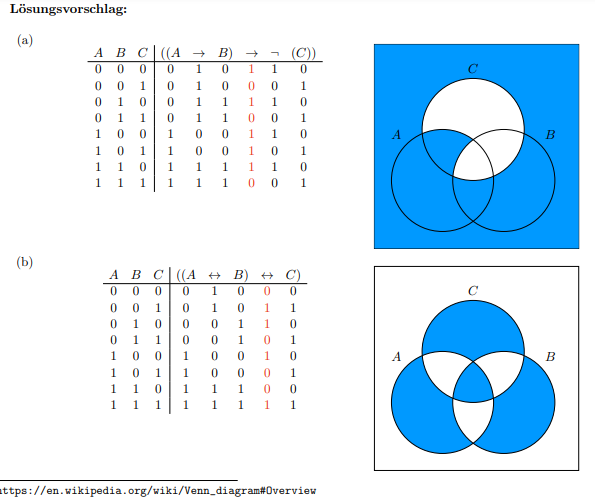 Lösungsvorschlag:
(a)
A B C ((A → B) → ¬ (C))
0 0 0 0 1 0 1 1 0
0 0 1 0 1 0 0 0 1
0 1 0 0 1 1 1 1 0
0 1 1 0 1 1 0 0 1
1 0 0 1 0 0 1 1 0
1 0 1 1 0 0 1 0 1
1 1 0 1 1 1 1 1 0
1 1 1 1 1 1 0 0 1
C
A B
(b)
A B C ((A ↔ B) ↔ C)
0 0 0 0 1 0 0 0
0 0 1 0 1 0 1 1
0 1 0 0 0 1 1 0
0 1 1 0 0 1 0 1
1 0 0 1 0 0 1 0
1 0 1 1 0 0 0 1
1 1 0 1 1 1 0 0
1 1 1 1 1 1 1 1
C
A B
https://en.wikipedia.org/wiki/Venn_diagram#Overview